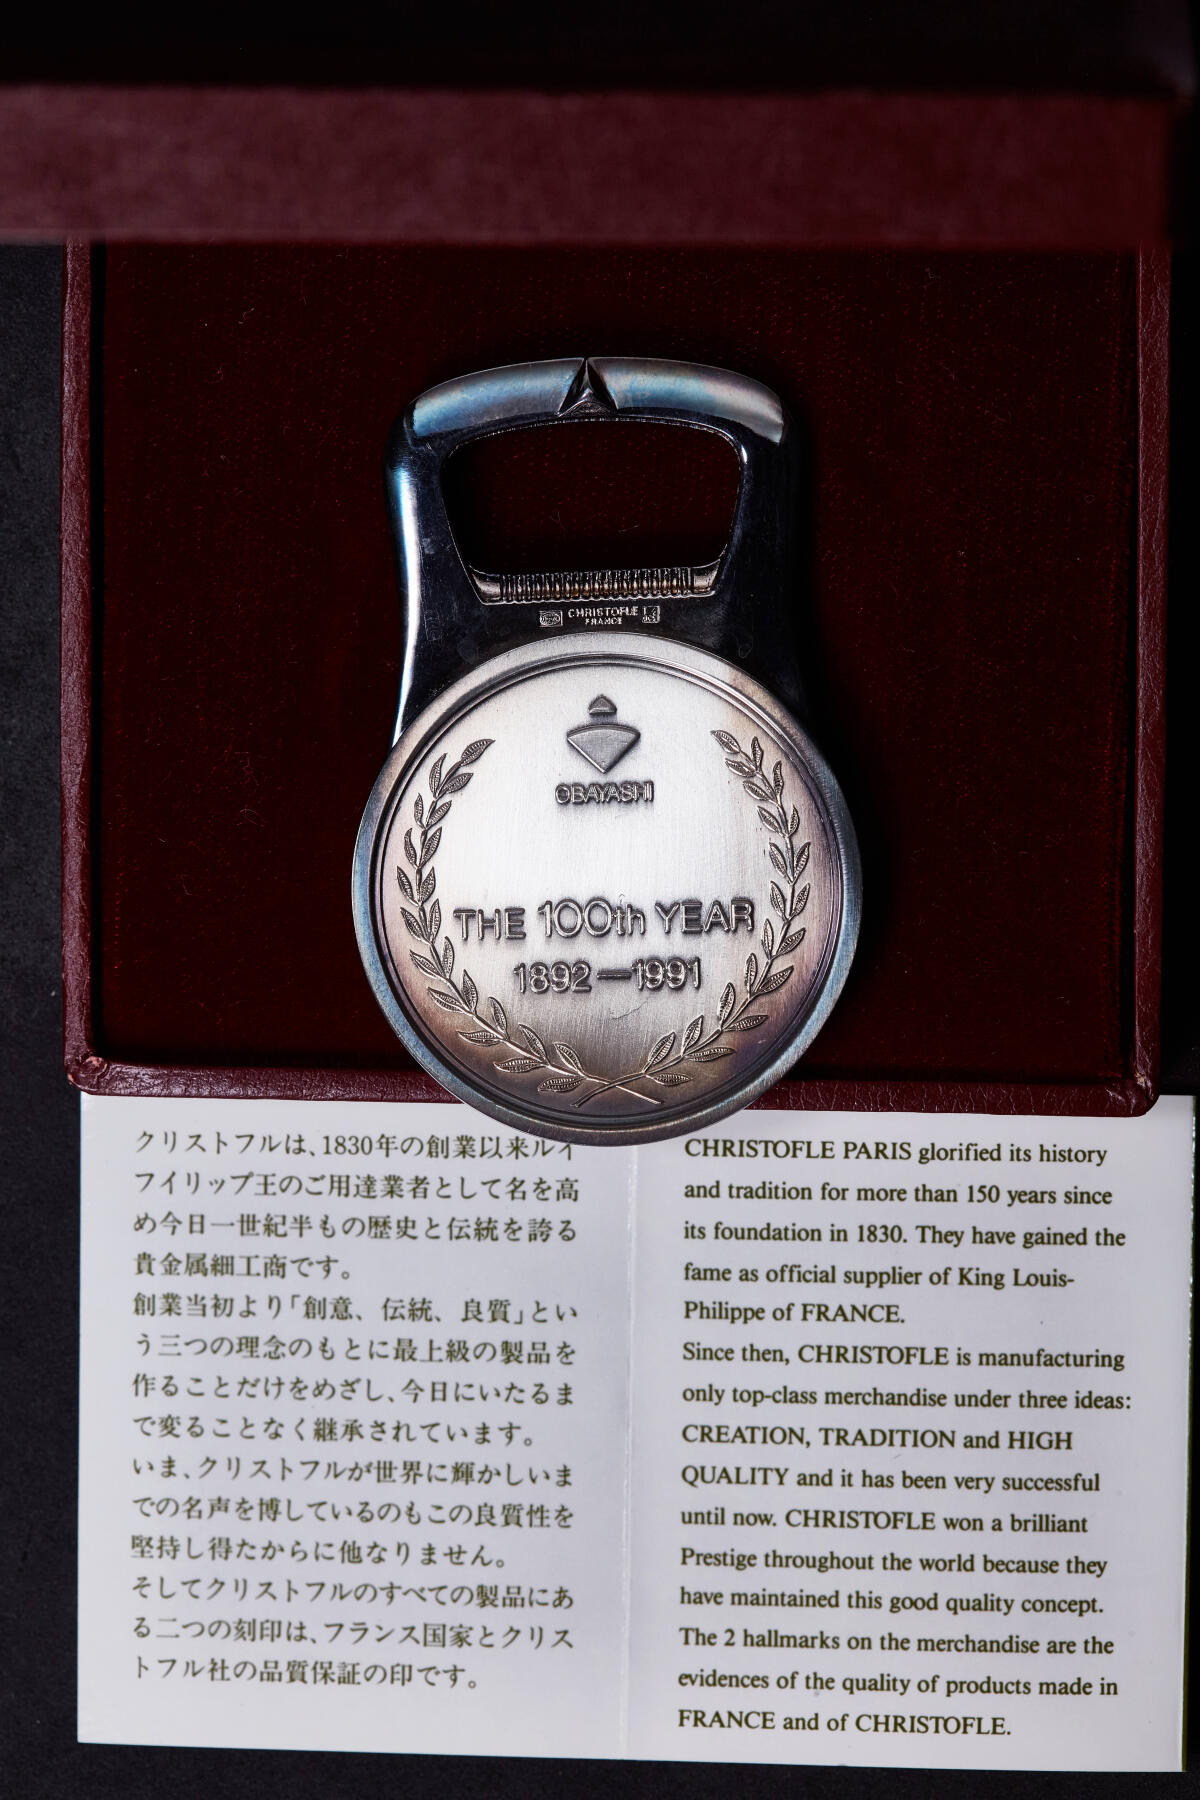 CHRISTOFLE
FRANCE
OBAYASHI
THE 100th YEAR
1892—1991
クリストフルは、1830年の創業以来ルイ
フイリップ王のご用達業者として名を高
め今日一世紀半もの歴史と伝統を誇る
貴金属細工商です。
創業当初より「創意、伝統、良質」とい
う三つの理念のもとに最上級の製品を
作ることだけをめざし、今日にいたるま
で変ることなく継承されています。
いま、クリストフルが世界に輝かしいま
での名声を博しているのもこの良質性を
堅持し得たからに他なりません。
そしてクリストフルのすべての製品にあ
る二つの刻印は、フランス国家とクリス
トフル社の品質保証の印です。
CHRISTOFLE PARIS glorified its history
and tradition for more than 150 years since
its foundation in 1830. They have gained the
fame as official supplier of King Louis-
Philippe of FRANCE.
Since then, CHRISTOFLE is manufacturing
only top-class merchandise under three ideas:
CREATION, TRADITION and HIGH
QUALITY and it has been very successful
until now. CHRISTOFLE won a brilliant
Prestige throughout the world because they
have maintained this good quality concept.
The 2 hallmarks on the merchandise are the
evidences of the quality of products made in
FRANCE and of CHRISTOFLE.